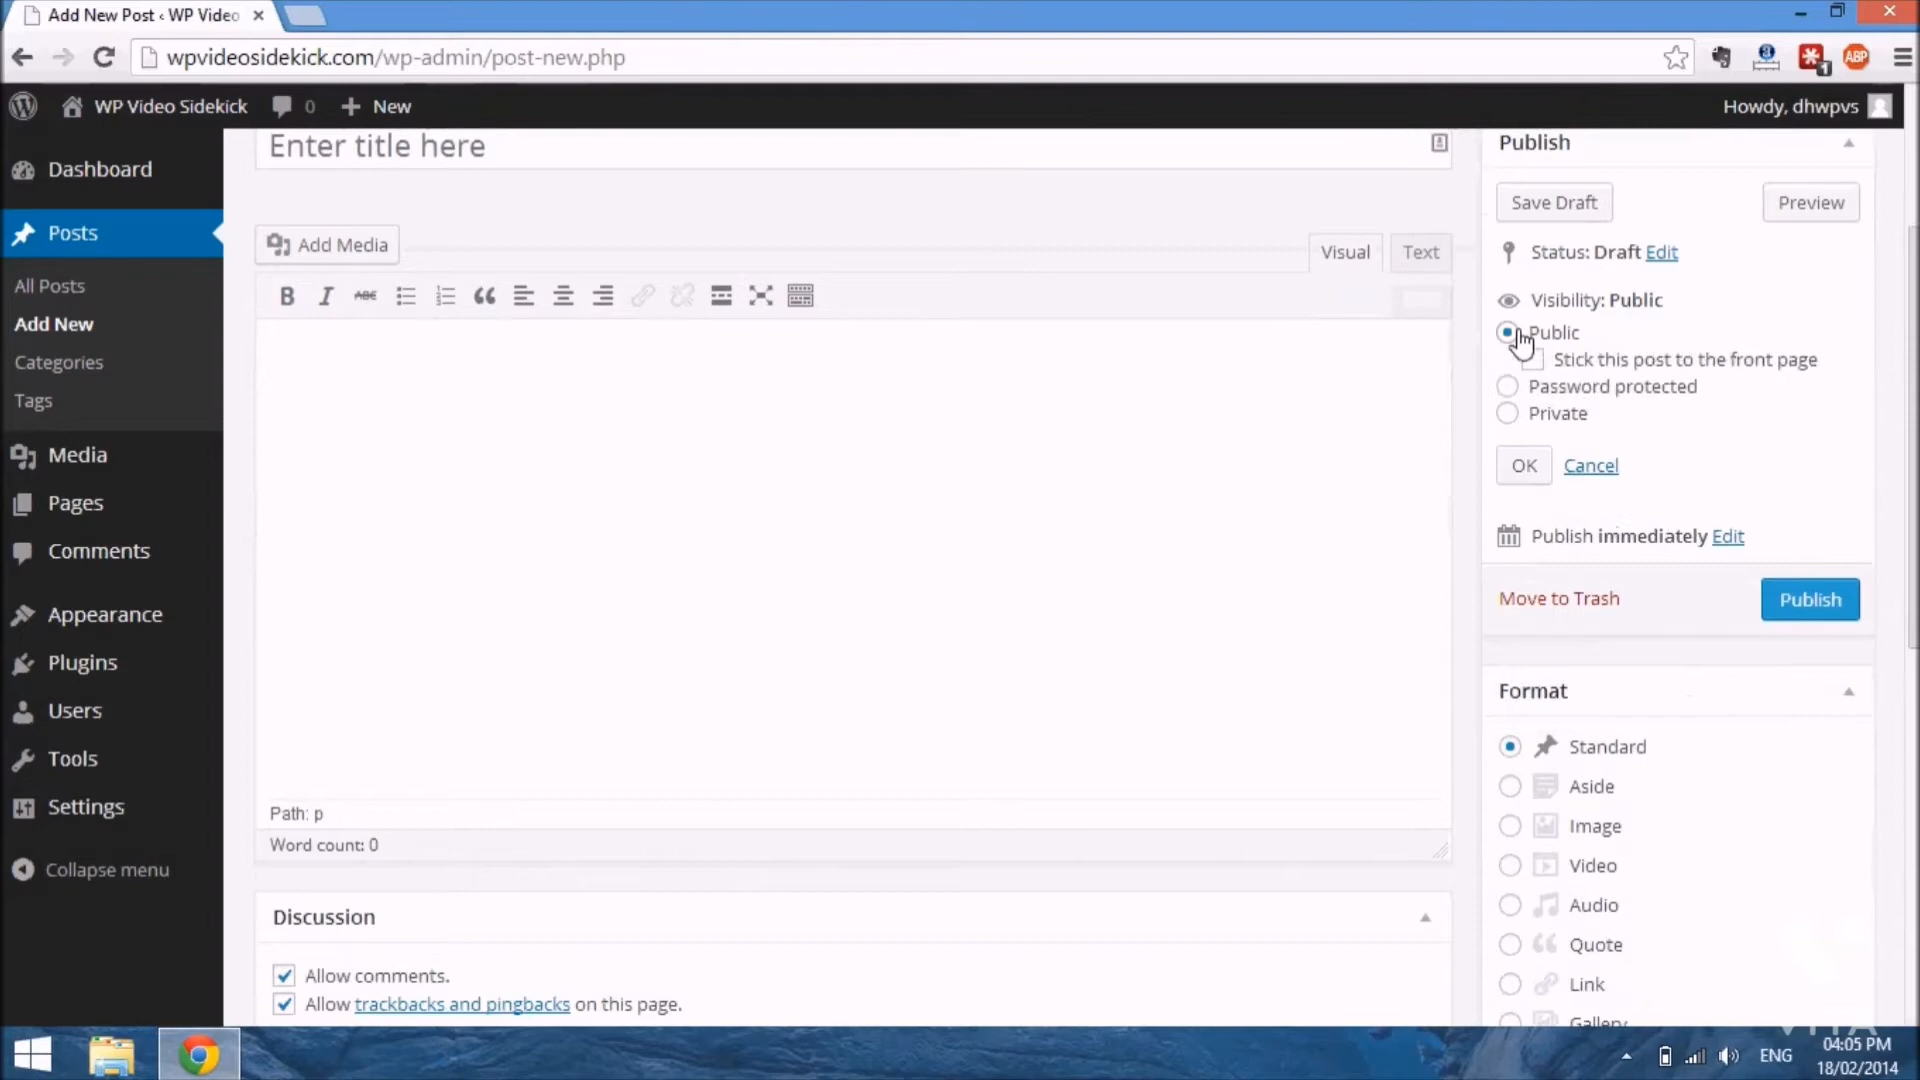 Add New Post ‹ WP Video
wpvideosidekick.com/wp-admin/post-new.php
3
1
ABP
WP Video Sidekick
0
New
Howdy, dhwpvs
Dashboard
Posts
All Posts
Add New
Categories
Tags
Media
Pages
Comments
Appearance
Plugins
Users
Tools
Settings
Collapse menu
Enter title here
Add Media
Visual
Text
B
I
ABC
Path: p
Word count: 0
Discussion
Allow comments.
Allow trackbacks and pingbacks on this page.
Publish
Save Draft
Preview
Status: Draft Edit
Visibility: Public
Public
Stick this post to the front page
Password protected
Private
OK
Cancel
Publish immediately Edit
Move to Trash
Publish
Format
Standard
Aside
Image
Video
Audio
Quote
Link
Gallery
ENG
04:05 PM
18/02/2014